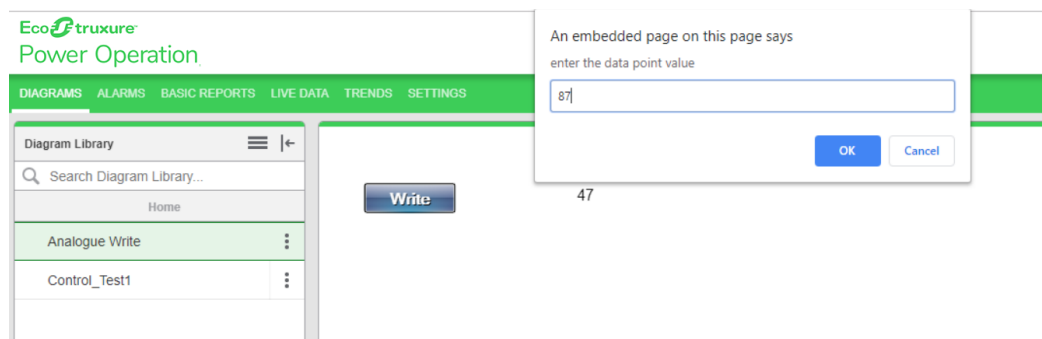 EcoStruxure
Power Operation
An embedded page on this page says
enter the data point value
87
OK Cancel
DIAGRAMS ALARMS BASIC REPORTS LIVE DATA TRENDS SETTINGS
Diagram Library
Search Diagram Library...
Home
Analogue Write
Control_Test1
Write 47